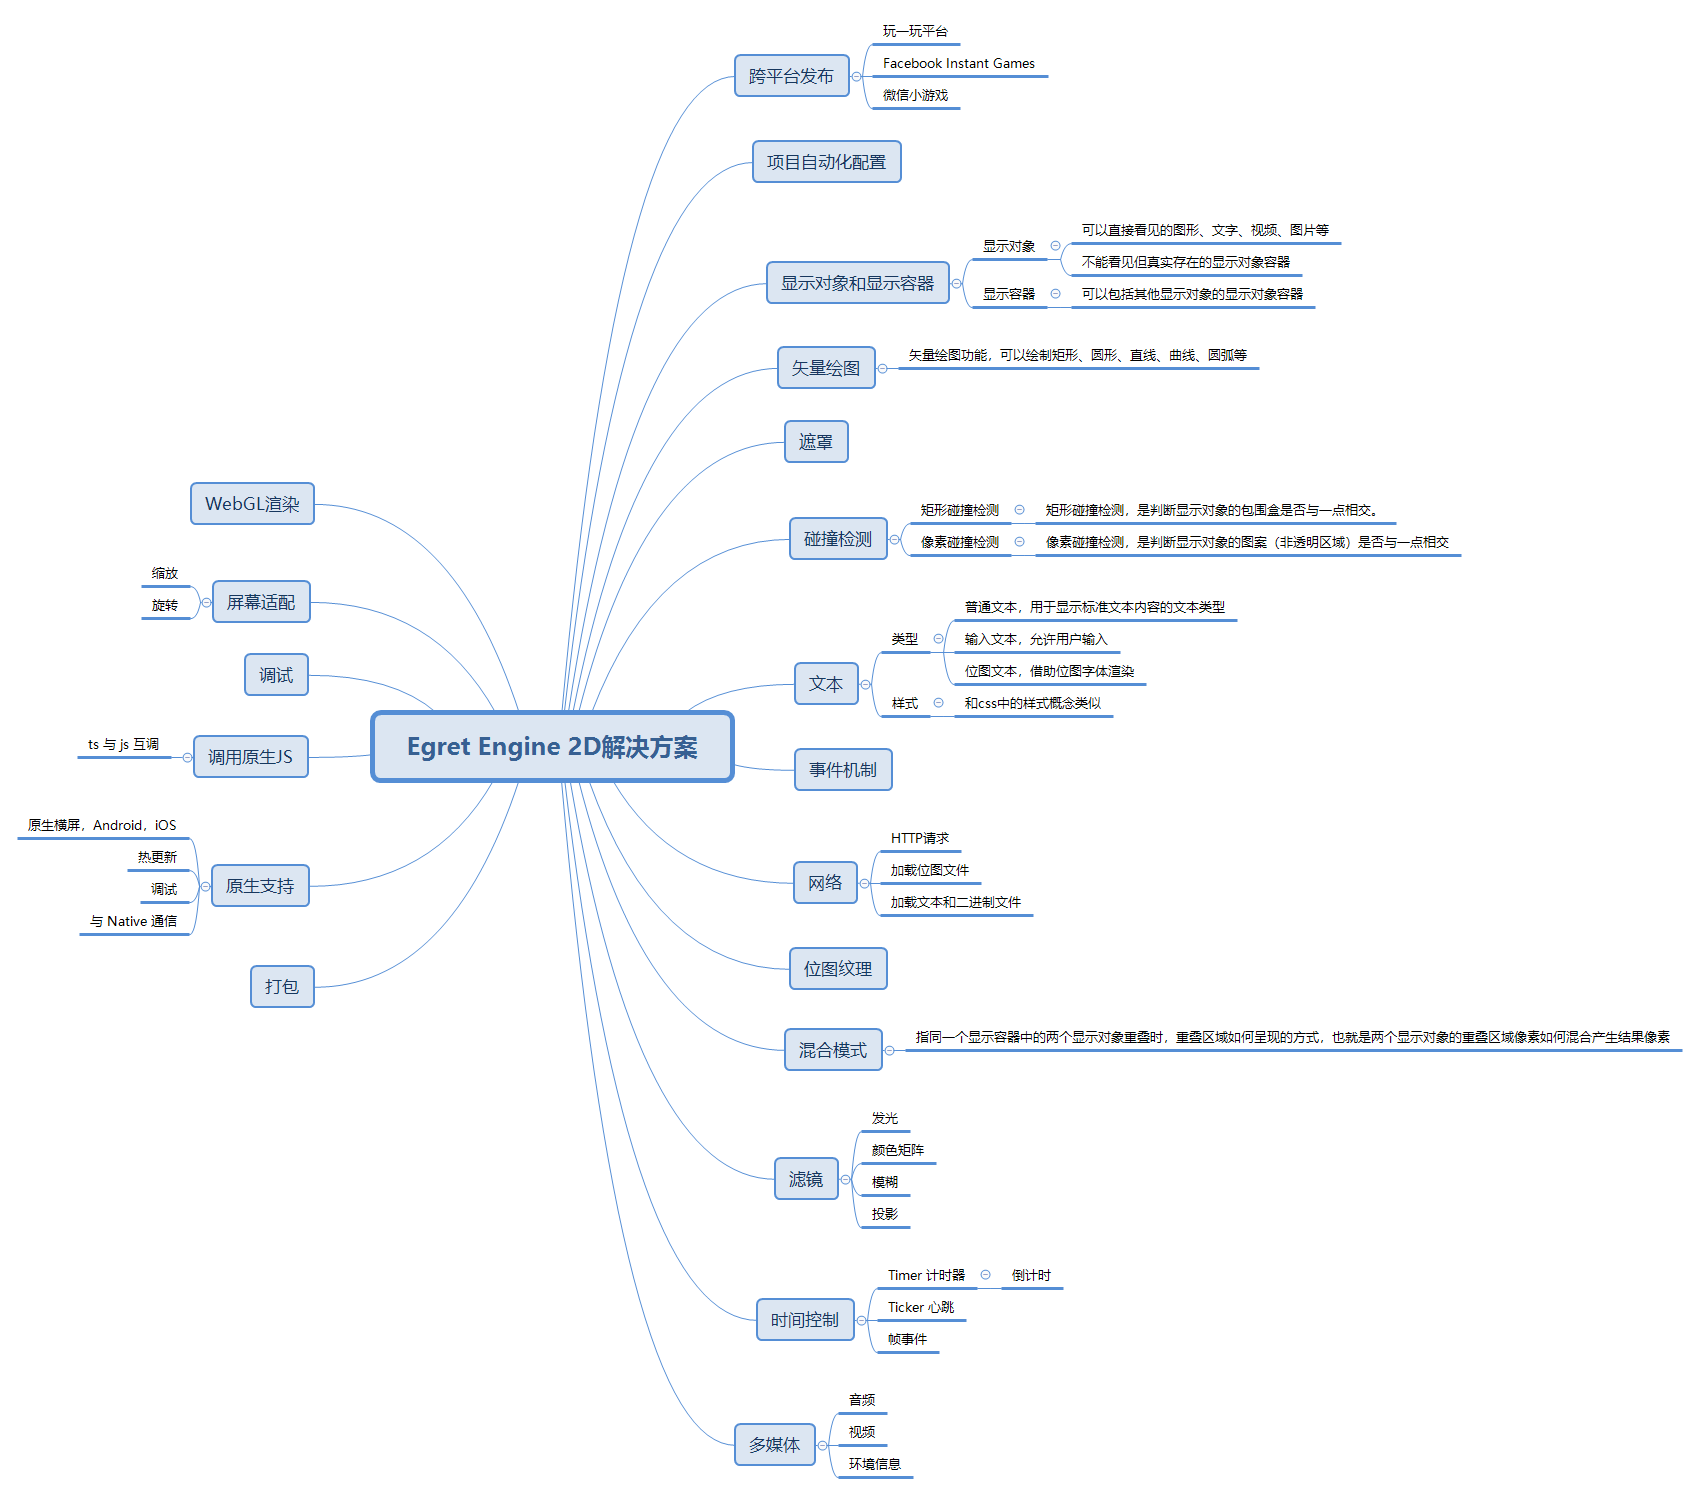 Egret Engine 2D解决方案
跨平台发布
玩一玩平台
Facebook Instant Games
微信小游戏
项目自动化配置
显示对象和显示容器
显示对象
可以直接看见的图形、文字、视频、图片等
不能看见但真实存在的显示对象容器
显示容器
可以包括其他显示对象的显示对象容器
矢量绘图
矢量绘图功能，可以绘制矩形、圆形、直线、曲线、圆弧等
遮罩
碰撞检测
矩形碰撞检测
矩形碰撞检测，是判断显示对象的包围盒是否与一点相交。
像素碰撞检测
像素碰撞检测，是判断显示对象的图案（非透明区域）是否与一点相交
文本
类型
普通文本，用于显示标准文本内容的文本类型
输入文本，允许用户输入
位图文本，借助位图字体渲染
样式
和css中的样式概念类似
事件机制
网络
HTTP请求
加载位图文件
加载文本和二进制文件
位图纹理
混合模式
指同一个显示容器中的两个显示对象重叠时，重叠区域如何呈现的方式，也就是两个显示对象的重叠区域像素如何混合产生结果像素
滤镜
发光
颜色矩阵
模糊
投影
时间控制
Timer 计时器
倒计时
Ticker 心跳
帧事件
多媒体
音频
视频
环境信息
WebGL渲染
屏幕适配
缩放
旋转
调试
调用原生JS
ts 与 js 互调
原生支持
原生横屏，Android，iOS
热更新
调试
与 Native 通信
打包